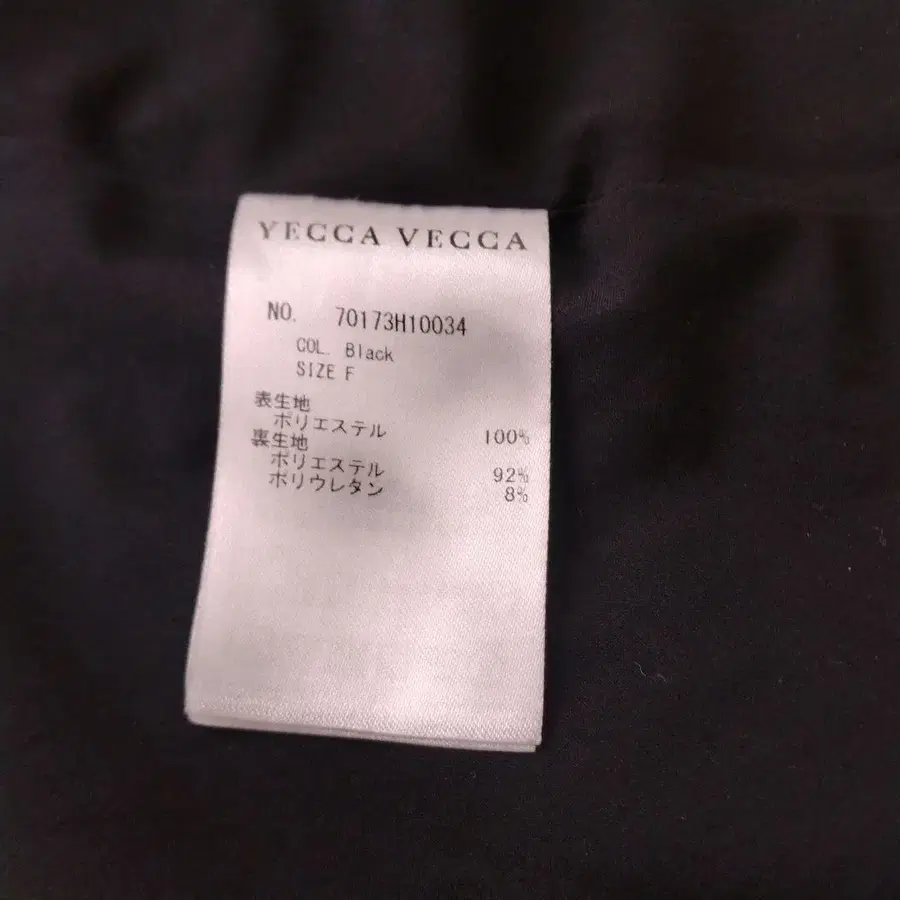 YECCA VECCA
NO. 70173H10034
COL. Black
SIZE F
表生地
ポリエステル 100%
裏生地
ポリエステル 92%
ポリウレタン 8%